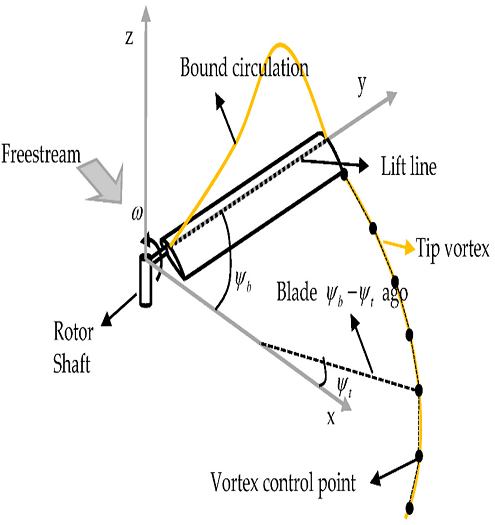 z
Bound circulation
y
Freestream
Lift line
ω
Tip vortex
ψb
Blade ψb−ψt ago
Rotor
Shaft
ψt
x
Vortex control point